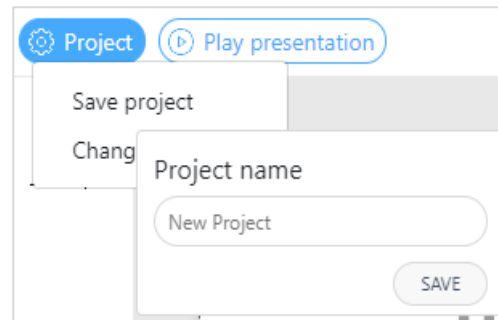 Project
Play presentation
Save project
Chang
Project name
New Project
SAVE